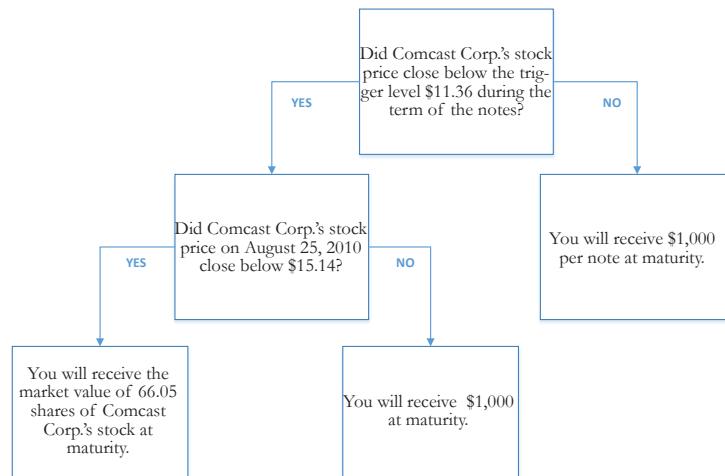 Did Comcast Corp.'s stock
price close below the trig-
ger level $11.36 during the
term of the notes?
YES
NO
Did Comcast Corp.'s stock
price on August 25, 2010
close below $15.14?
You will receive $1,000
per note at maturity.
YES
NO
You will receive the
market value of 66.05
shares of Comcast
Corp.'s stock at
maturity.
You will receive $1,000
at maturity.